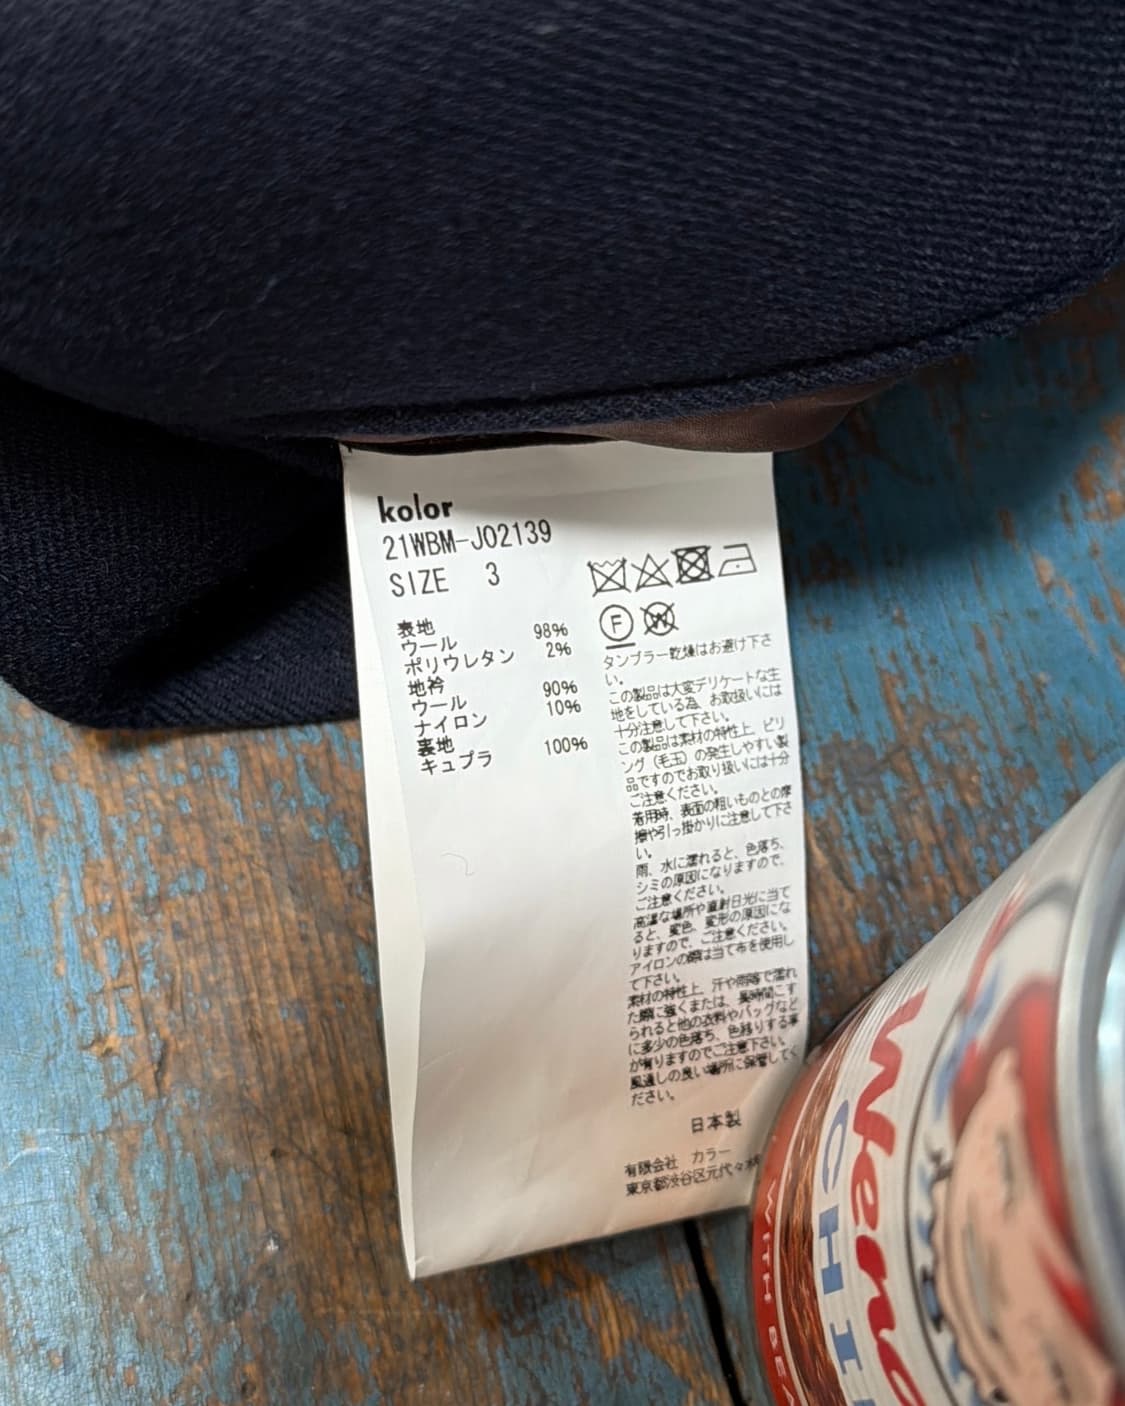 kolor
21WBM-J02139
SIZE 3
表地
ウール 98%
ポリウレタン 2%
地衿
ウール 90%
ナイロン 10%
裏地
キュプラ 100%
F
W
タンブラー乾燥はお避け下さ
い。
この製品は大変デリケートな生
地をしている為、お取扱いには
十分注意して下さい。
この製品は素材の特性上、ピリ
ング（毛玉）の発生しやすい製
品ですのでお取り扱いには十分
ご注意ください。
着用時、表面の粗いものとの摩
擦や引っ掛かりに注意して下さ
い。
雨、水に濡れると、色落ち、
シミの原因になりますので、
ご注意ください。
高温な場所や直射日光に当て
ると、変色、変形の原因にな
りますので、ご注意ください。
アイロンの際は当て布を使用し
て下さい。
素材の特性上、汗や雨等で濡れ
た際に強くまたは、長時間こす
られると他の衣料やバッグなど
に多少の色落ち、色移りする事
が有りますのでご注意下さい。
風通しの良い場所に保管してく
ださい。
日本製
有限会社 カラー
東京都渋谷区元代々木
Wend
CHI
WITH BEA